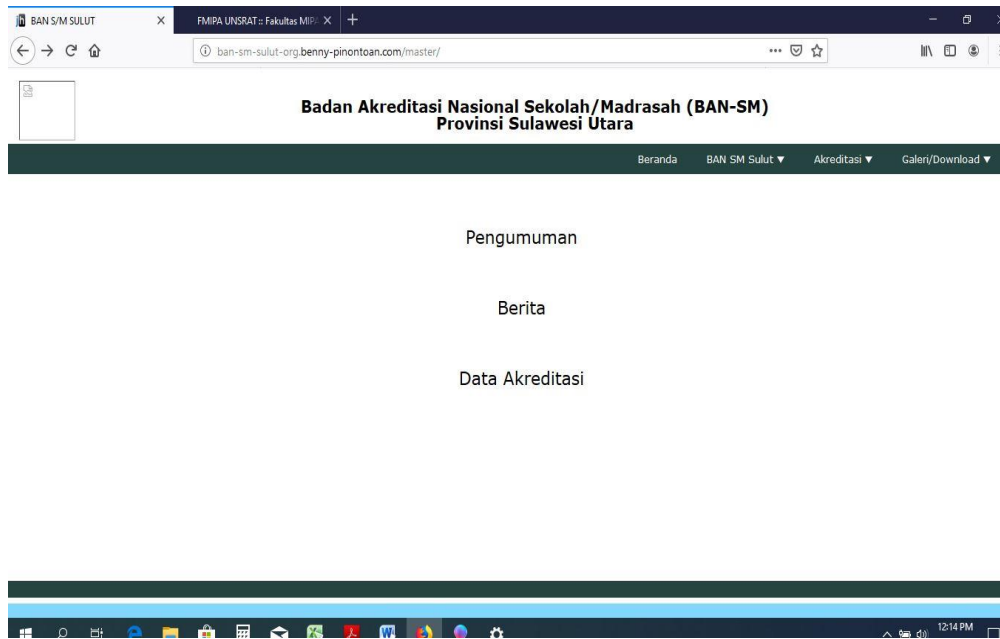 BAN S/M SULUT
FMIPA UNSRAT :: Fakultas MIPA
ban-sm-sulut-org.benny-pinontoan.com/master/
Badan Akreditasi Nasional Sekolah/Madrasah (BAN-SM)
Provinsi Sulawesi Utara
Beranda BAN SM Sulut ▼ Akreditasi ▼ Galeri/Download ▼
Pengumuman
Berita
Data Akreditasi
12:14 PM